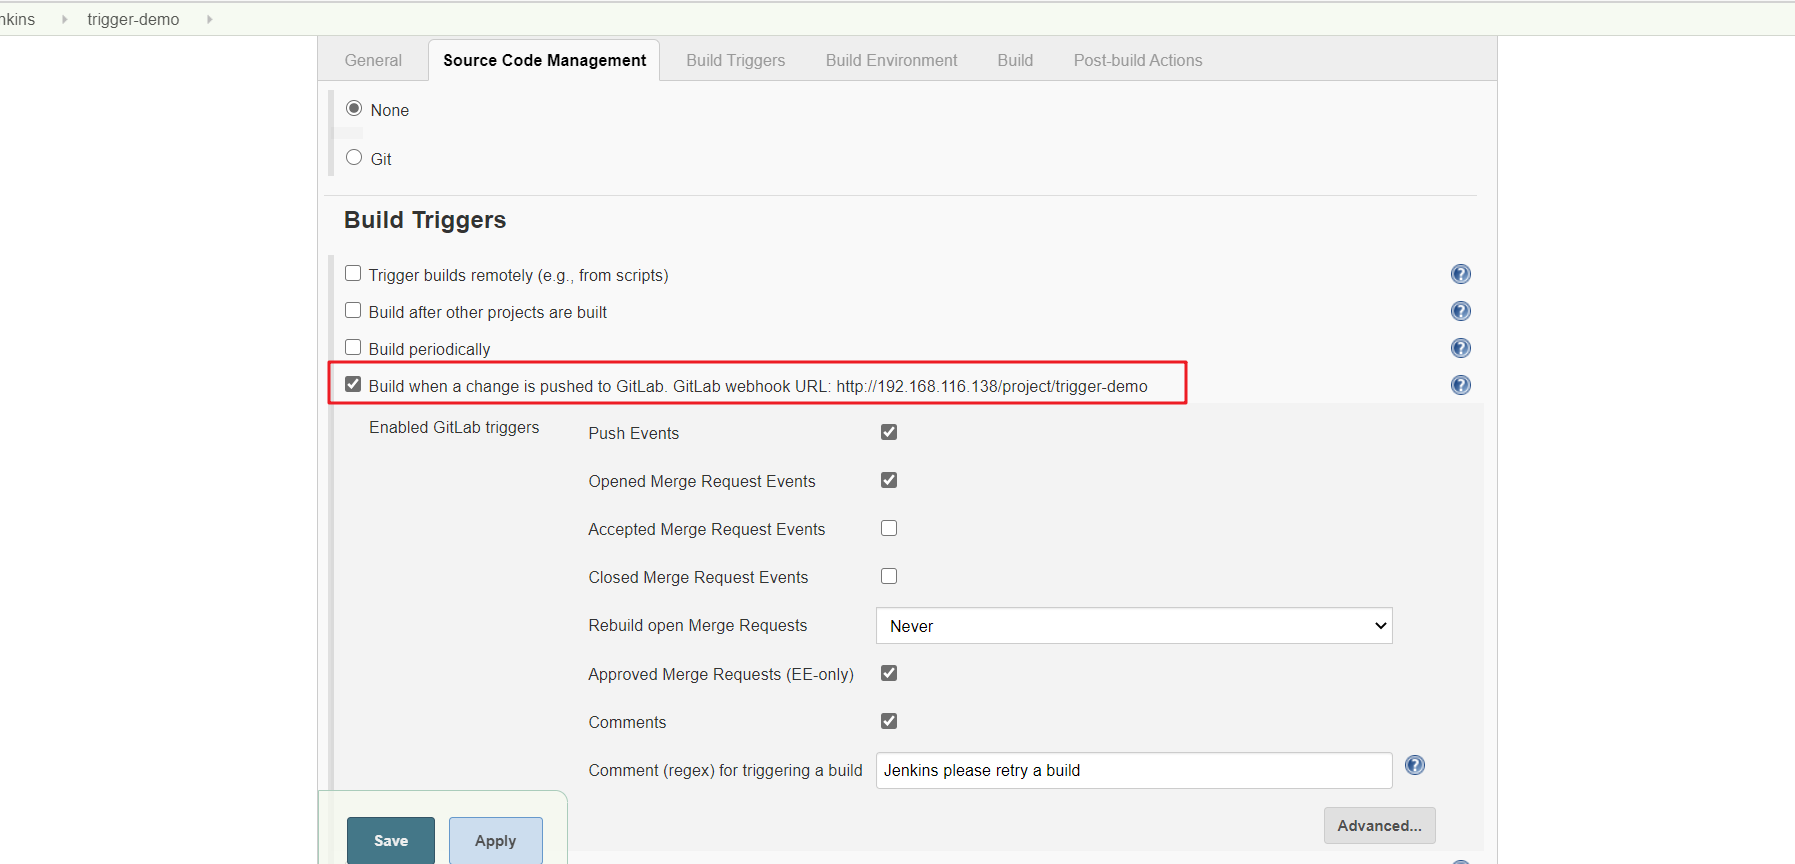 nkins trigger-demo
General Source Code Management Build Triggers Build Environment Build Post-build Actions
None
Git
Build Triggers
Trigger builds remotely (e.g., from scripts)
Build after other projects are built
Build periodically
Build when a change is pushed to GitLab. GitLab webhook URL: http://192.168.116.138/project/trigger-demo
Enabled GitLab triggers
Push Events
Opened Merge Request Events
Accepted Merge Request Events
Closed Merge Request Events
Rebuild open Merge Requests Never
Approved Merge Requests (EE-only)
Comments
Comment (regex) for triggering a build Jenkins please retry a build
Advanced...
Save Apply